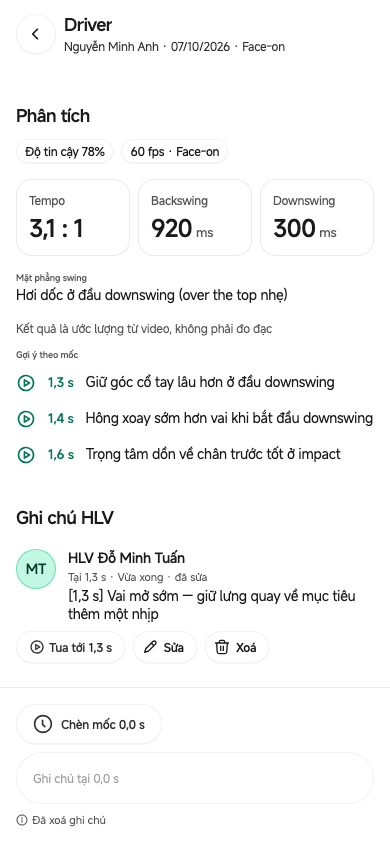 Driver
Nguyễn Minh Anh · 07/10/2026 · Face-on
Phân tích
Độ tin cậy 78%
60 fps · Face-on
Tempo
3,1 : 1
Backswing
920 ms
Downswing
300 ms
Mặt phẳng swing
Hơi dốc ở đầu downswing (over the top nhẹ)
Kết quả là ước lượng từ video, không phải đo đạc
Gợi ý theo mốc
1,3 s Giữ góc cổ tay lâu hơn ở đầu downswing
1,4 s Hông xoay sớm hơn vai khi bắt đầu downswing
1,6 s Trọng tâm dồn về chân trước tốt ở impact
Ghi chú HLV
MT
HLV Đỗ Minh Tuấn
Tại 1,3 s · Vừa xong · đã sửa
[1,3 s] Vai mở sớm — giữ lưng quay về mục tiêu
thêm một nhịp
Tua tới 1,3 s
Sửa
Xoá
Chèn mốc 0,0 s
Ghi chú tại 0,0 s
Đã xoá ghi chú